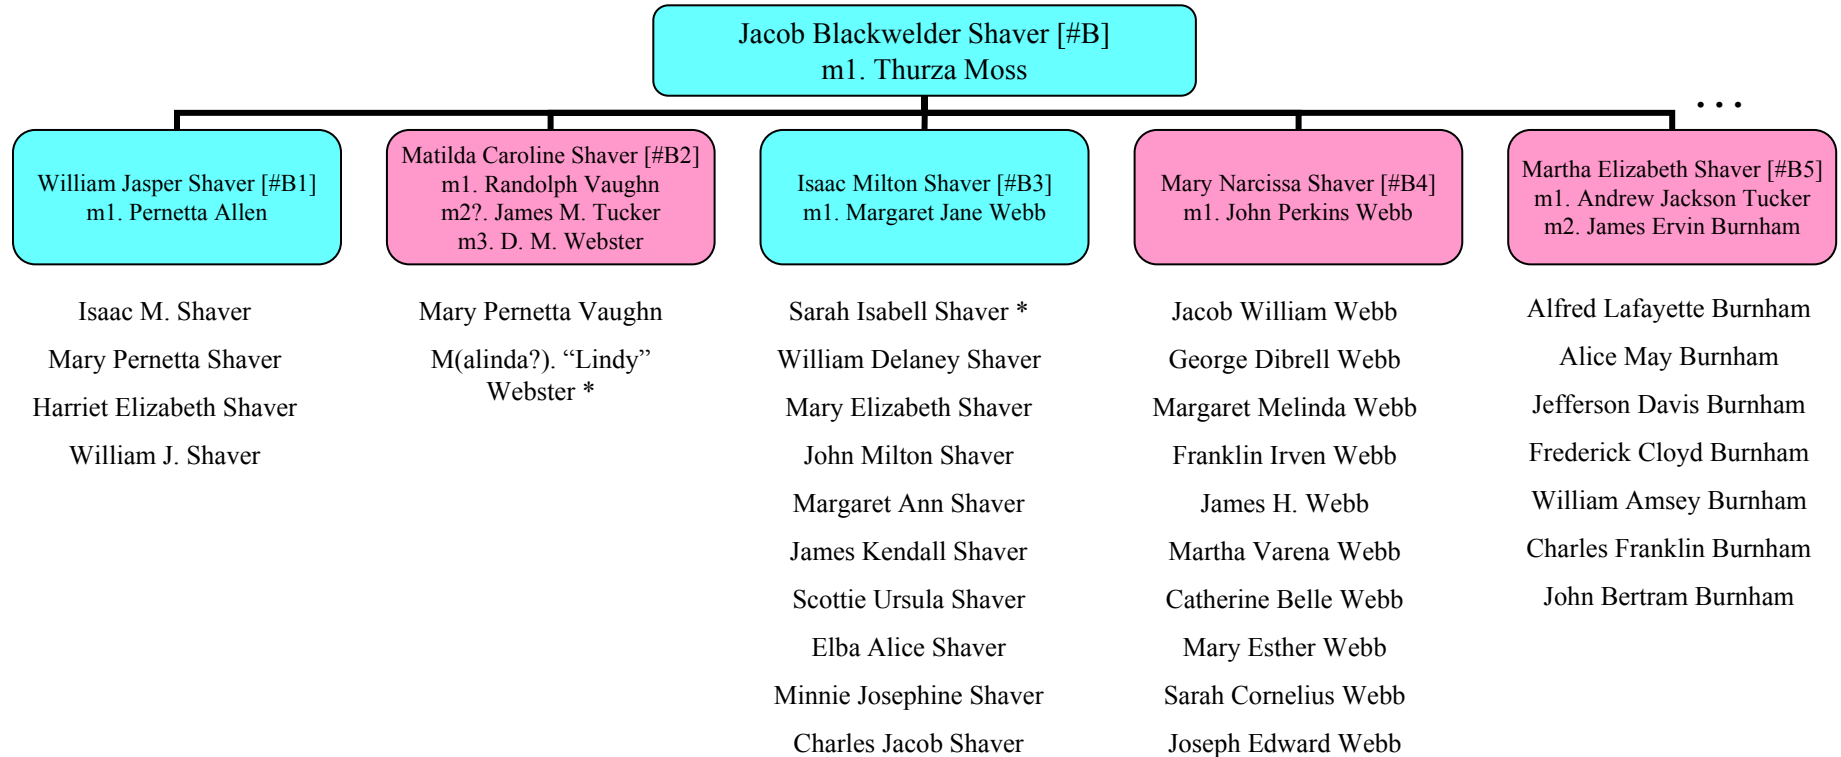 Jacob Blackwelder Shaver [#B]
m1. Thurza Moss
...
William Jasper Shaver [#B1]
m1. Pernetta Allen
Isaac M. Shaver
Mary Pernetta Shaver
Harriet Elizabeth Shaver
William J. Shaver
Matilda Caroline Shaver [#B2]
m1. Randolph Vaughn
m2?. James M. Tucker
m3. D. M. Webster
Mary Pernetta Vaughn
M(alinda?). “Lindy”
Webster *
Isaac Milton Shaver [#B3]
m1. Margaret Jane Webb
Sarah Isabell Shaver *
William Delaney Shaver
Mary Elizabeth Shaver
John Milton Shaver
Margaret Ann Shaver
James Kendall Shaver
Scottie Ursula Shaver
Elba Alice Shaver
Minnie Josephine Shaver
Charles Jacob Shaver
Mary Narcissa Shaver [#B4]
m1. John Perkins Webb
Jacob William Webb
George Dibrell Webb
Margaret Melinda Webb
Franklin Irven Webb
James H. Webb
Martha Varena Webb
Catherine Belle Webb
Mary Esther Webb
Sarah Cornelius Webb
Joseph Edward Webb
Martha Elizabeth Shaver [#B5]
m1. Andrew Jackson Tucker
m2. James Ervin Burnham
Alfred Lafayette Burnham
Alice May Burnham
Jefferson Davis Burnham
Frederick Cloyd Burnham
William Amsey Burnham
Charles Franklin Burnham
John Bertram Burnham